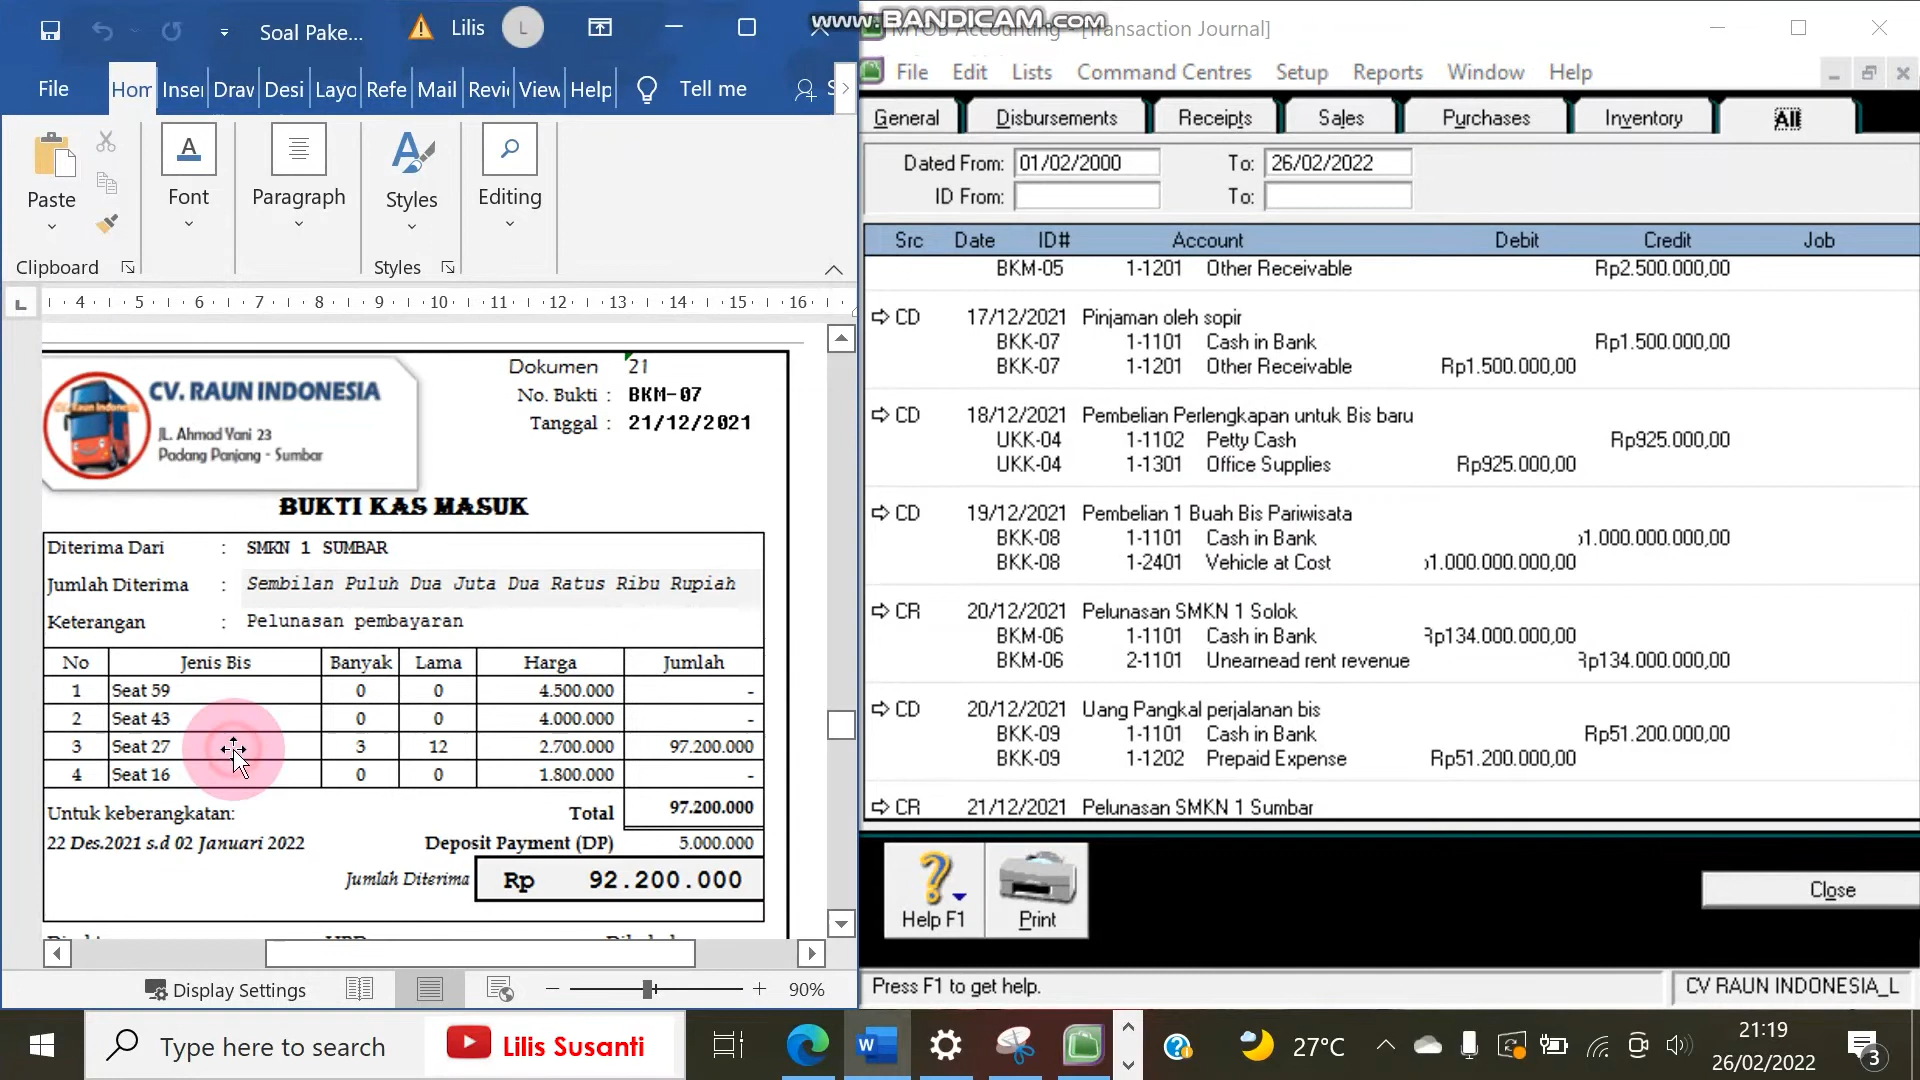 Soal Pake...
Lilis
L
File
Hom
Inser
Draw
Desi
Layo
Refe
Mail
Revi
View
Help
Tell me
Paste
Font
Paragraph
Styles
Editing
Clipboard
Styles
L
4 5 6 7 8 9 10 11 12 13 14 15 16
Dokumen 21
CV. RAUN INDONESIA
No. Bukti : BKM-07
Tanggal : 21/12/2021
JL. Ahmad Yani 23
Padang Panjang - Sumbar
BUKTI KAS MASUK
Diterima Dari : SMKN 1 SUMBAR
Jumlah Diterima : Sembilan Puluh Dua Juta Dua Ratus Ribu Rupiah
Keterangan : Pelunasan pembayaran
No Jenis Bis Banyak Lama Harga Jumlah
1 Seat 59 0 0 4.500.000 -
2 Seat 43 0 0 4.000.000 -
3 Seat 27 3 12 2.700.000 97.200.000
4 Seat 16 0 0 1.800.000 -
Untuk keberangkatan: Total 97.200.000
22 Des.2021 s.d 02 Januari 2022 Deposit Payment (DP) 5.000.000
Jumlah Diterima Rp 92.200.000
Display Settings
90%
www.BANDICAM.com
MYOB Accounting - [Transaction Journal]
File Edit Lists Command Centres Setup Reports Window Help
General Disbursements Receipts Sales Purchases Inventory All
Dated From: 01/02/2000 To: 26/02/2022
ID From: To:
Src Date ID# Account Debit Credit Job
BKM-05 1-1201 Other Receivable Rp2.500.000,00
CD 17/12/2021 Pinjaman oleh sopir
BKK-07 1-1101 Cash in Bank Rp1.500.000,00
BKK-07 1-1201 Other Receivable Rp1.500.000,00
CD 18/12/2021 Pembelian Perlengkapan untuk Bis baru
UKK-04 1-1102 Petty Cash Rp925.000,00
UKK-04 1-1301 Office Supplies Rp925.000,00
CD 19/12/2021 Pembelian 1 Buah Bis Pariwisata
BKK-08 1-1101 Cash in Bank 1.000.000.000,00
BKK-08 1-2401 Vehicle at Cost 1.000.000.000,00
CR 20/12/2021 Pelunasan SMKN 1 Solok
BKM-06 1-1101 Cash in Bank Rp134.000.000,00
BKM-06 2-1101 Unearnead rent revenue Rp134.000.000,00
CD 20/12/2021 Uang Pangkal perjalanan bis
BKK-09 1-1101 Cash in Bank Rp51.200.000,00
BKK-09 1-1202 Prepaid Expense Rp51.200.000,00
CR 21/12/2021 Pelunasan SMKN 1 Sumbar
Help F1
Print
Close
Press F1 to get help.
CV RAUN INDONESIA_L
Type here to search
Lilis Susanti
27°C
21:19
26/02/2022
3